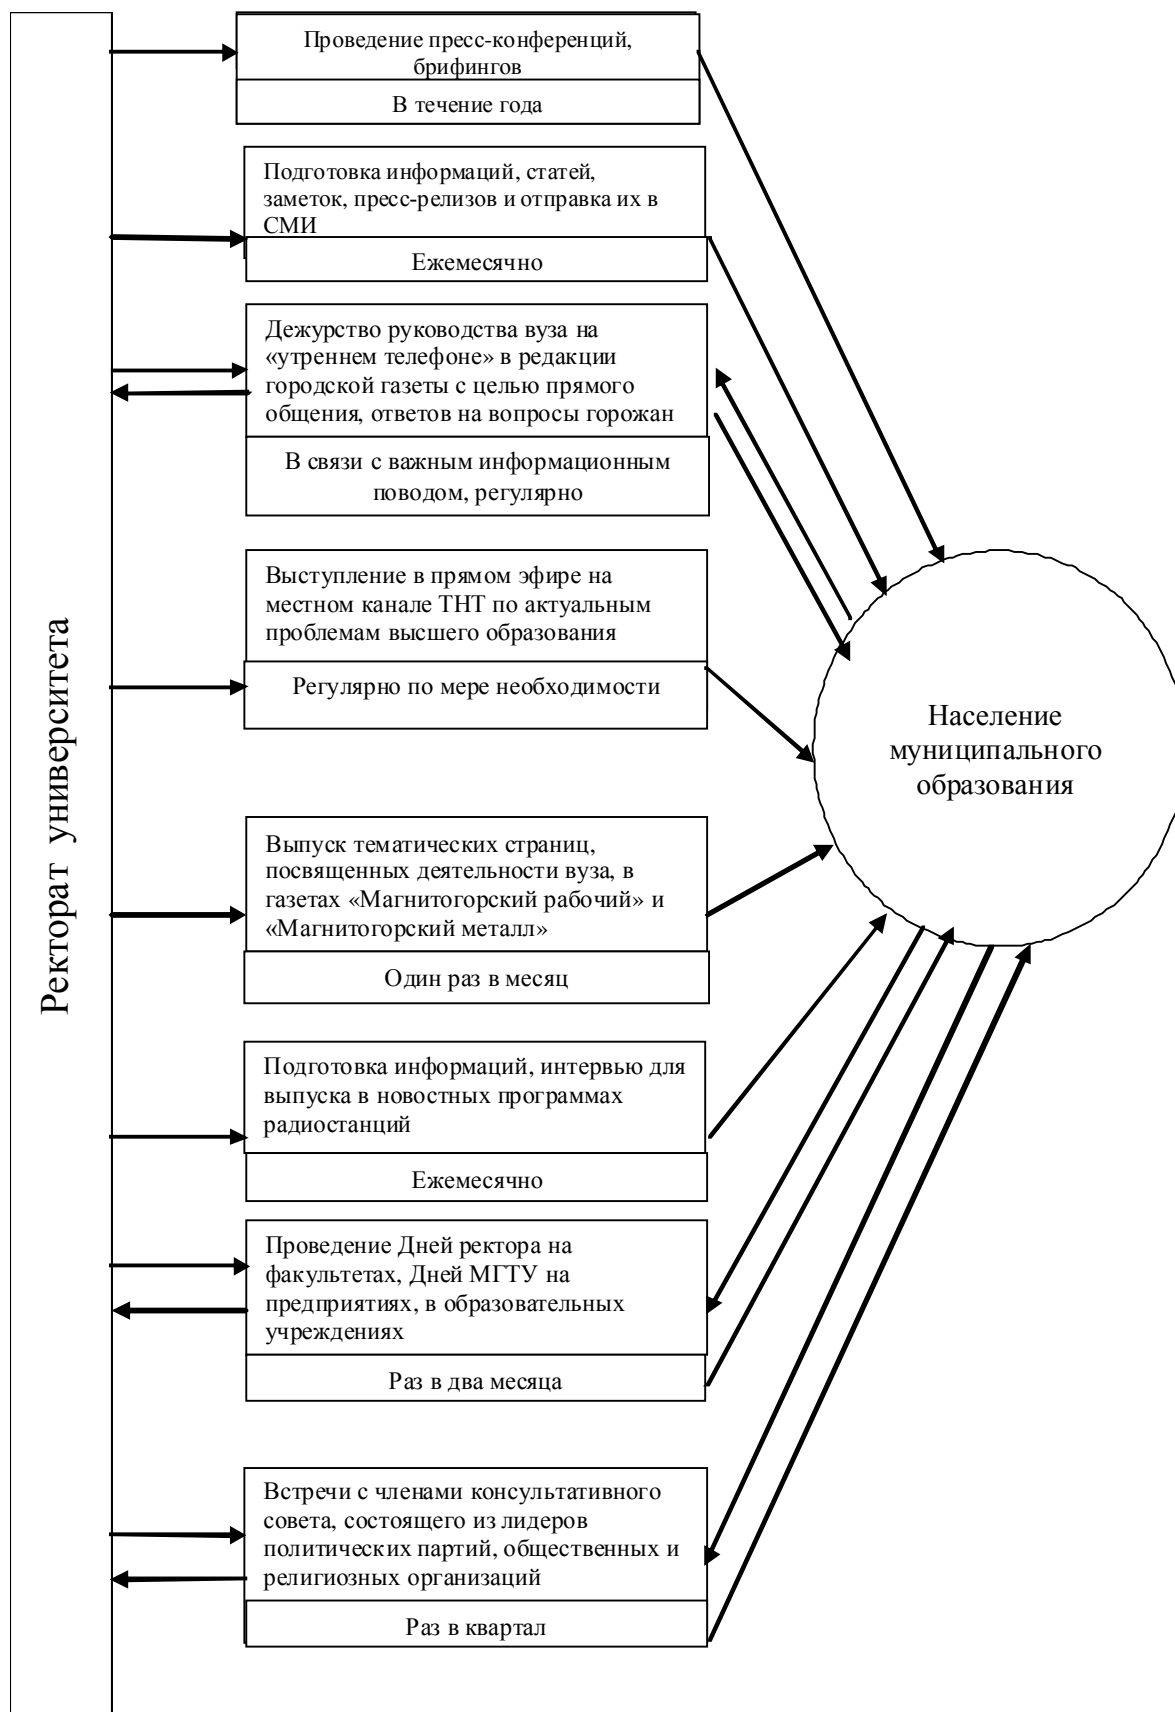 Ректорат университета
Проведение пресс-конференций,
брифингов
В течение года
Подготовка информаций, статей,
заметок, пресс-релизов и отправка их в
СМИ
Ежемесячно
Дежурство руководства вуза на
«утреннем телефоне» в редакции
городской газеты с целью прямого
общения, ответов на вопросы горожан
В связи с важным информационным
поводом, регулярно
Выступление в прямом эфире на
местном канале ТНТ по актуальным
проблемам высшего образования
Регулярно по мере необходимости
Население
муниципального
образования
Выпуск тематических страниц,
посвященных деятельности вуза, в
газетах «Магнитогорский рабочий» и
«Магнитогорский металл»
Один раз в месяц
Подготовка информаций, интервью для
выпуска в новостных программах
радиостанций
Ежемесячно
Проведение Дней ректора на
факультетах, Дней МГТУ на
предприятиях, в образовательных
учреждениях
Раз в два месяца
Встречи с членами консультативного
совета, состоящего из лидеров
политических партий, общественных и
религиозных организаций
Раз в квартал